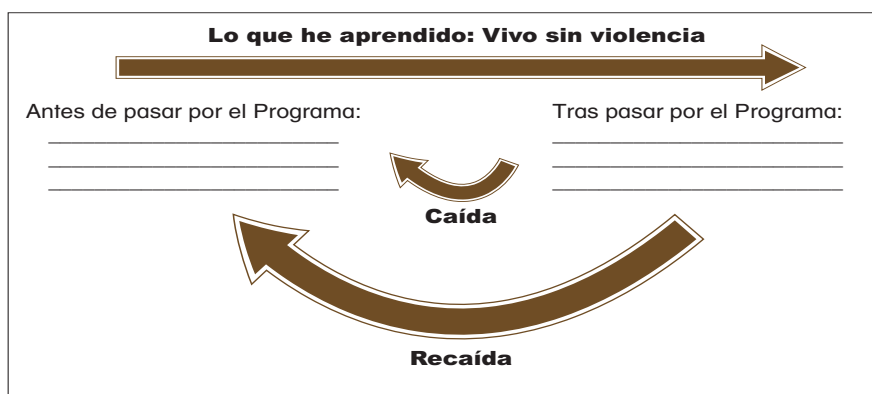 Lo que he aprendido: Vivo sin violencia
Antes de pasar por el Programa:
Tras pasar por el Programa:
Caída
Recaída